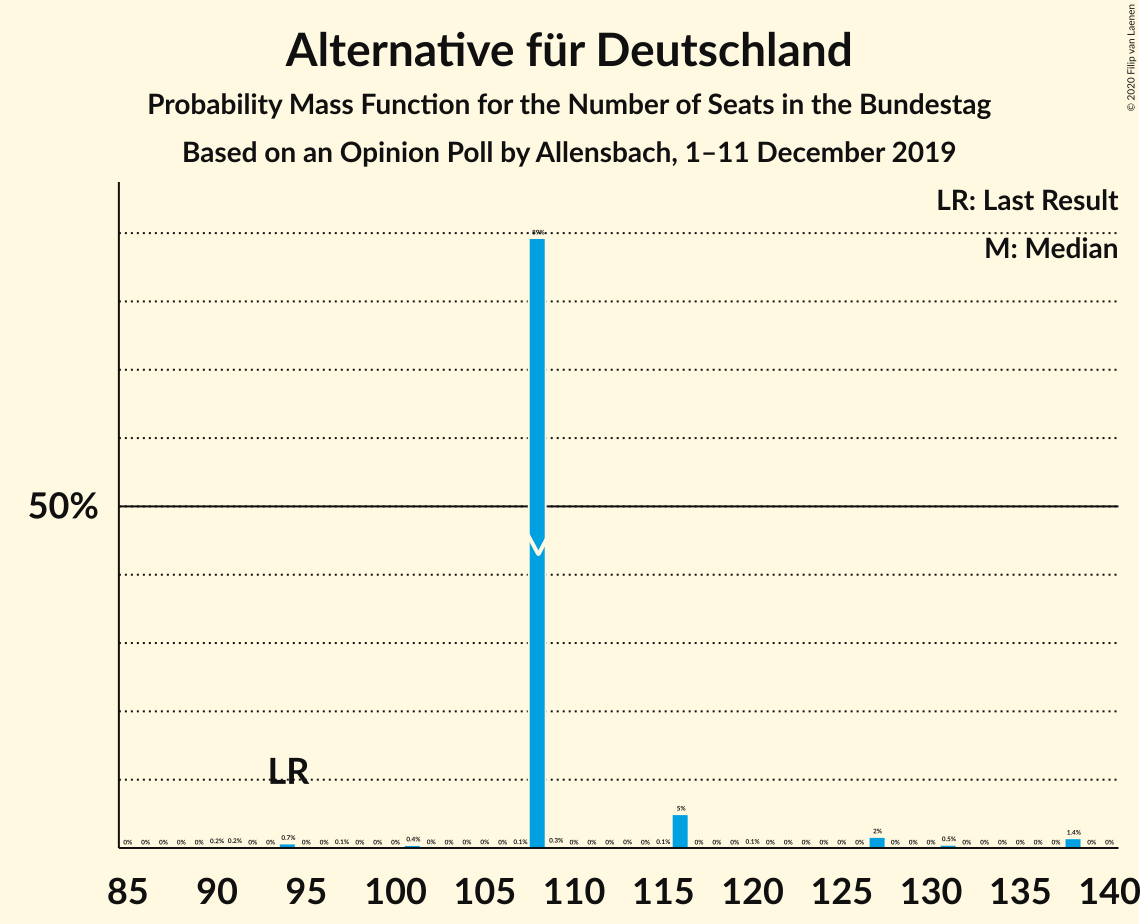 Alternative für Deutschland
Probability Mass Function for the Number of Seats in the Bundestag
Based on an Opinion Poll by Allensbach, 1–11 December 2019
© 2020 Filip van Laenen
LR: Last Result
M: Median
50%
LR
0% 0% 0% 0% 0% 0.2% 0.2% 0% 0% 0.7% 0% 0% 0.1% 0% 0% 0% 0.4% 0% 0% 0% 0% 0% 0.1% 89% 0.3% 0% 0% 0% 0% 0% 0.1% 5% 0% 0% 0% 0.1% 0% 0% 0% 0% 0% 0% 2% 0% 0% 0% 0.5% 0% 0% 0% 0% 0% 0% 1.4% 0% 0%
85 90 95 100 105 110 115 120 125 130 135 140